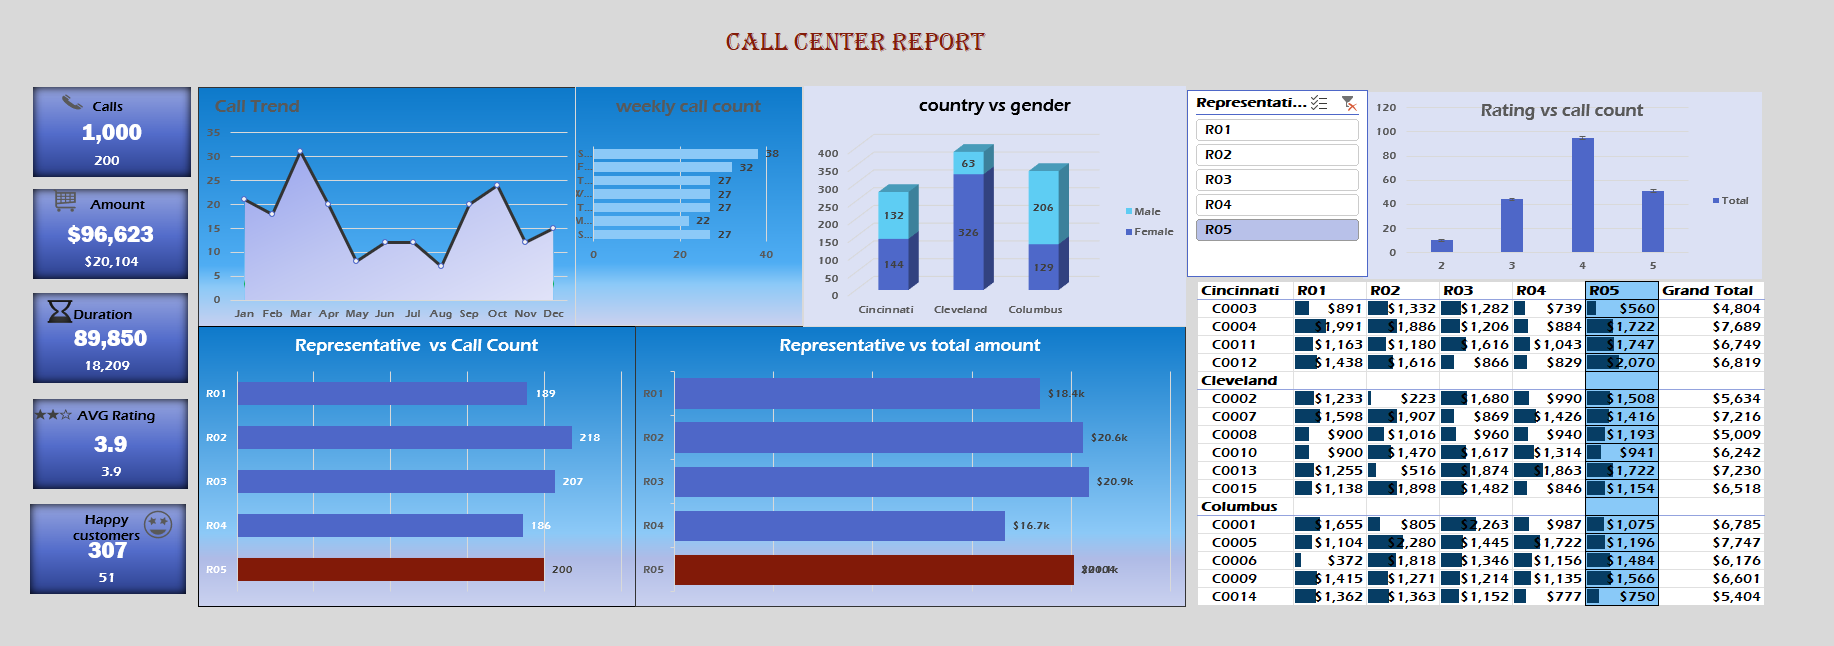 CALL CENTER REPORT
Calls
1,000
200
Amount
$96,623
$20,104
Duration
89,850
18,209
AVG Rating
3.9
3.9
Happy
customers
307
51
Call Trend
35
30
25
20
15
10
5
0
Jan Feb Mar Apr May Jun Jul Aug Sep Oct Nov Dec
weekly call count
S... 38
F... 32
T... 27
W... 27
T... 27
M... 22
S... 27
0 20 40
country vs gender
400
350
300
250
200
150
100
50
0
132 63 206
144 326 129
Cincinnati Cleveland Columbus
Male
Female
Representati...
R01
R02
R03
R04
R05
Rating vs call count
120
100
80
60
40
20
0
2 3 4 5
Total
Representative vs Call Count
R01 189
R02 218
R03 207
R04 186
R05 200
Representative vs total amount
R01 $18.4k
R02 $20.6k
R03 $20.9k
R04 $16.7k
R05
Cincinnati R01 R02 R03 R04 R05 Grand Total
C0003 $891 $1,332 $1,282 $739 $560 $4,804
C0004 $1,991 $1,886 $1,206 $884 $1,722 $7,689
C0011 $1,163 $1,180 $1,616 $1,043 $1,747 $6,749
C0012 $1,438 $1,616 $866 $829 $2,070 $6,819
Cleveland
C0002 $1,233 $223 $1,680 $990 $1,508 $5,634
C0007 $1,598 $1,907 $869 $1,426 $1,416 $7,216
C0008 $900 $1,016 $960 $940 $1,193 $5,009
C0010 $900 $1,470 $1,617 $1,314 $941 $6,242
C0013 $1,255 $516 $1,874 $1,863 $1,722 $7,230
C0015 $1,138 $1,898 $1,482 $846 $1,154 $6,518
Columbus
C0001 $1,655 $805 $2,263 $987 $1,075 $6,785
C0005 $1,104 $2,280 $1,445 $1,722 $1,196 $7,747
C0006 $372 $1,818 $1,346 $1,156 $1,484 $6,176
C0009 $1,415 $1,271 $1,214 $1,135 $1,566 $6,601
C0014 $1,362 $1,363 $1,152 $777 $750 $5,404